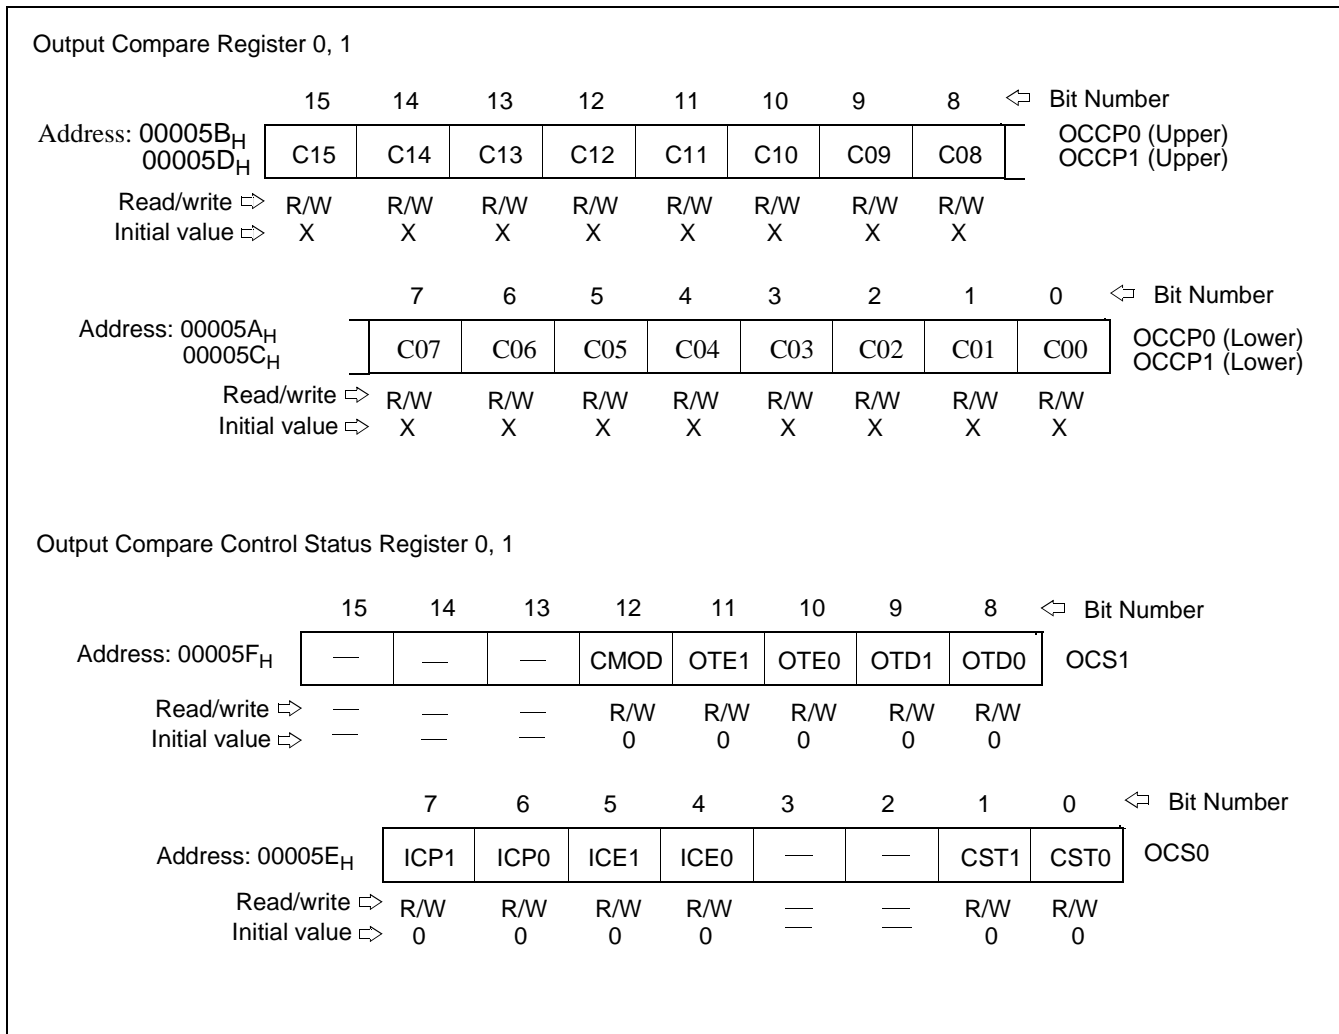 Output Compare Register 0, 1
15 14 13 12 11 10 9 8 ⇦ Bit Number
Address: 00005BH C15 C14 C13 C12 C11 C10 C09 C08 OCCP0 (Upper)
00005DH OCCP1 (Upper)
Read/write ⇨ R/W R/W R/W R/W R/W R/W R/W R/W
Initial value ⇨ X X X X X X X X
7 6 5 4 3 2 1 0 ⇦ Bit Number
Address: 00005AH C07 C06 C05 C04 C03 C02 C01 C00 OCCP0 (Lower)
00005CH OCCP1 (Lower)
Read/write ⇨ R/W R/W R/W R/W R/W R/W R/W R/W
Initial value ⇨ X X X X X X X X
Output Compare Control Status Register 0, 1
15 14 13 12 11 10 9 8 ⇦ Bit Number
Address: 00005FH — — — CMOD OTE1 OTE0 OTD1 OTD0 OCS1
Read/write ⇨ — — — R/W R/W R/W R/W R/W
Initial value ⇨ — — — 0 0 0 0 0
7 6 5 4 3 2 1 0 ⇦ Bit Number
Address: 00005EH ICP1 ICP0 ICE1 ICE0 — — CST1 CST0 OCS0
Read/write ⇨ R/W R/W R/W R/W — — R/W R/W
Initial value ⇨ 0 0 0 0 — — 0 0